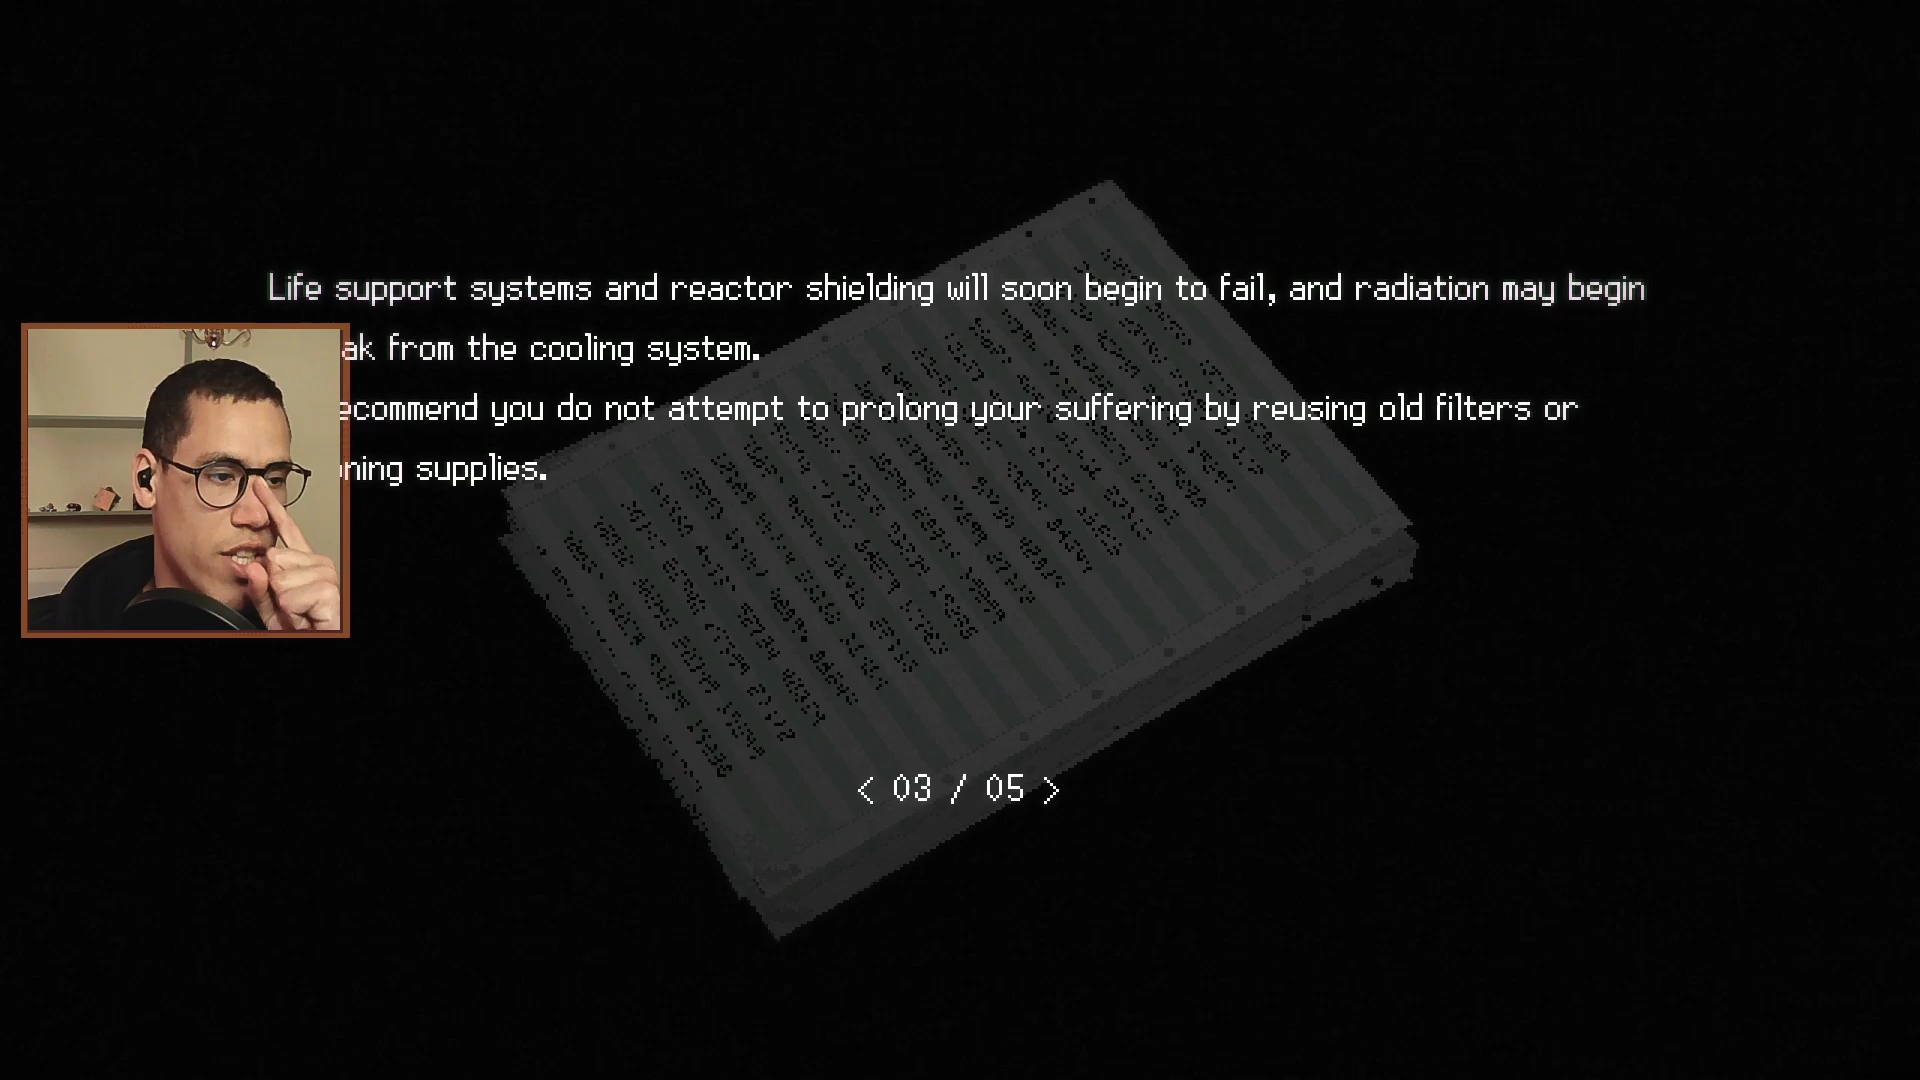 Life support systems and reactor shielding will soon begin to fail, and radiation may begin
ak from the cooling system.
ecommend you do not attempt to prolong your suffering by reusing old filters or
ning supplies.
< 03 / 05 >